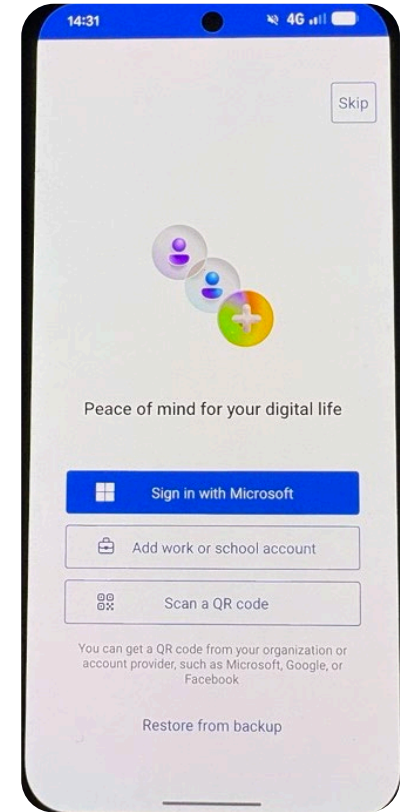 14:31
4G
Skip
Peace of mind for your digital life
Sign in with Microsoft
Add work or school account
Scan a QR code
You can get a QR code from your organization or
account provider, such as Microsoft, Google, or
Facebook
Restore from backup